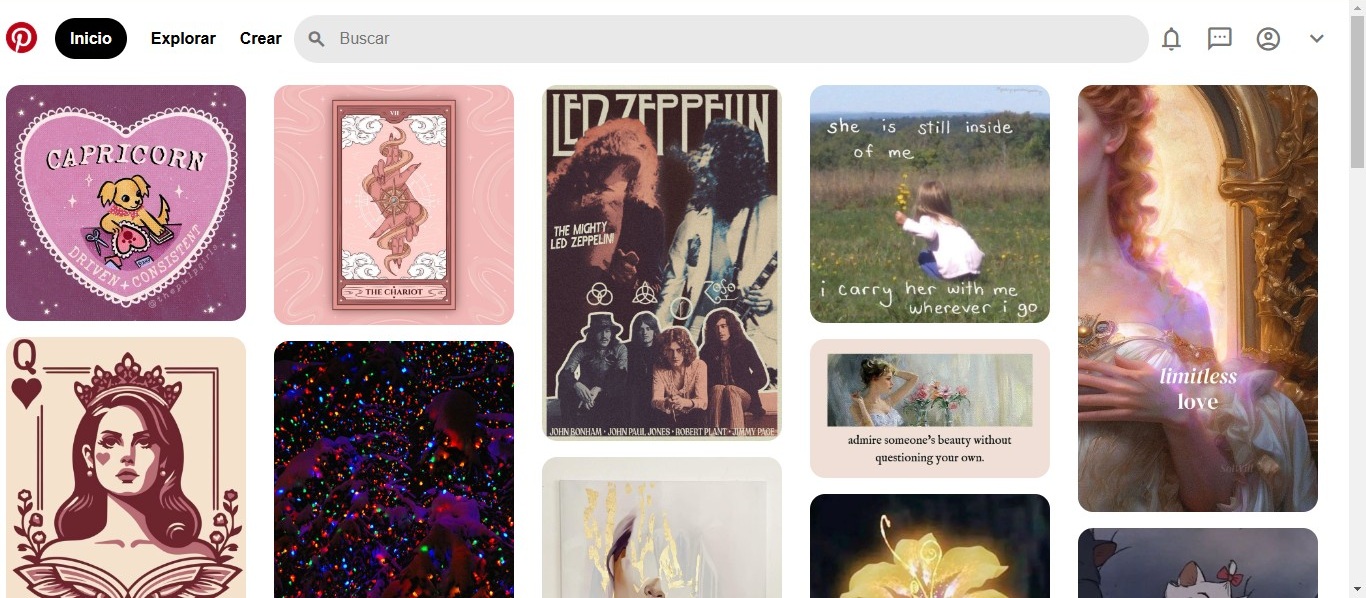 Inicio
Explorar
Crear
Buscar
CAPRICORN
DRIVEN + CONSISTENT
VII
THE CHARIOT
LED ZEPPELIN
THE MIGHTY
LED ZEPPELIN!
ZoSo
JOHN BONHAM • JOHN PAUL JONES • ROBERT PLANT • JIMMY PAGE
she is still inside
of me
i carry her with me
wherever i go
limitless
love
Q
admire someone's beauty without
questioning your own.